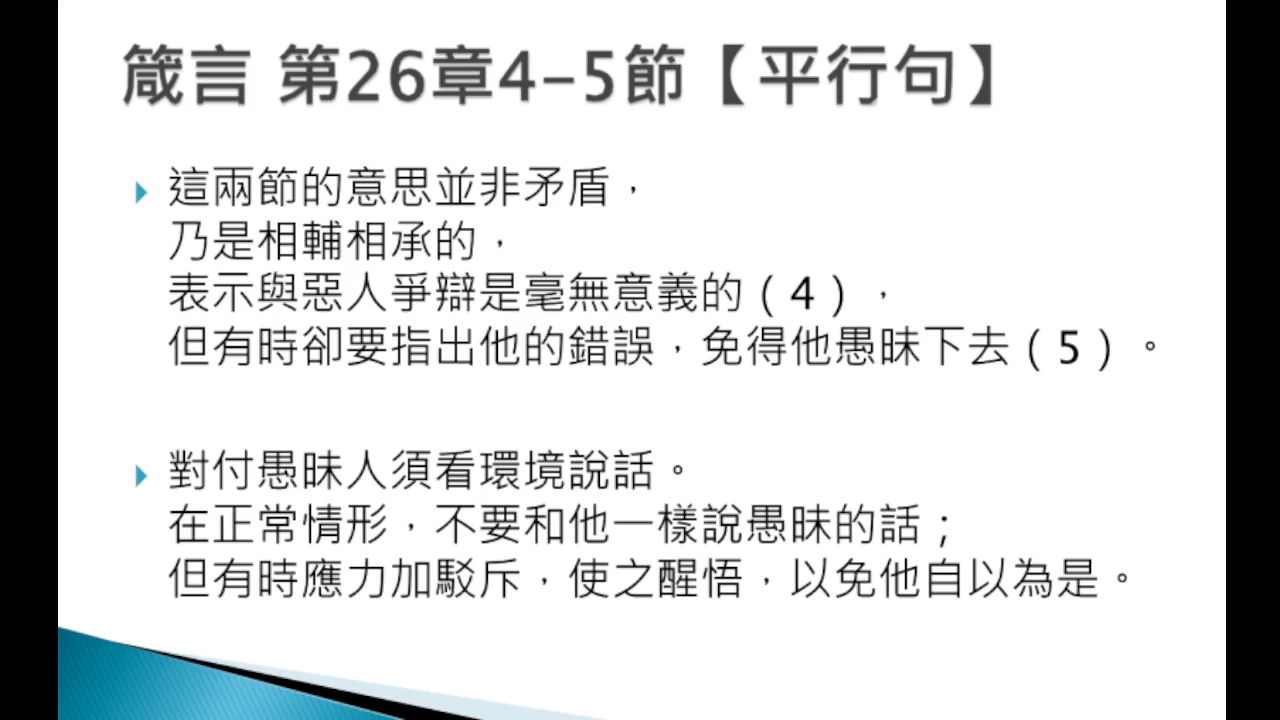 箴言 第26章4-5節【平行句】
這兩節的意思並非矛盾，
乃是相輔相承的，
表示與惡人爭辯是毫無意義的（4），
但有時卻要指出他的錯誤，免得他愚昧下去（5）。
對付愚昧人須看環境說話。
在正常情形，不要和他一樣說愚昧的話；
但有時應力加駁斥，使之醒悟，以免他自以為是。